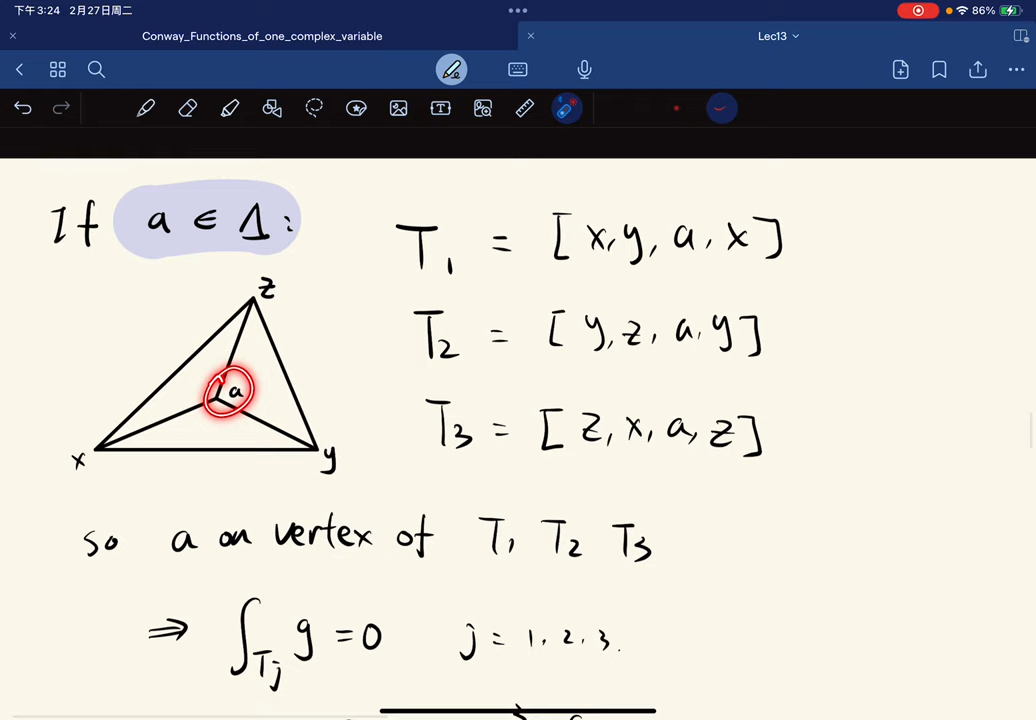 下午3:24 2月27日周二
86%
Conway_Functions_of_one_complex_variable
Lec13
If a ∈ Δ:
T₁ = [x, y, a, x]
T₂ = [y, z, a, y]
T₃ = [z, x, a, z]
z
a
x
y
so a on vertex of T₁ T₂ T₃
⇒ ∫_{Tj} g = 0 j = 1, 2, 3.